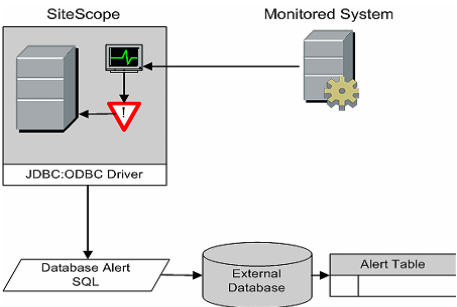 SiteScope
Monitored System
!
JDBC:ODBC Driver
Database Alert
SQL
External
Database
Alert Table